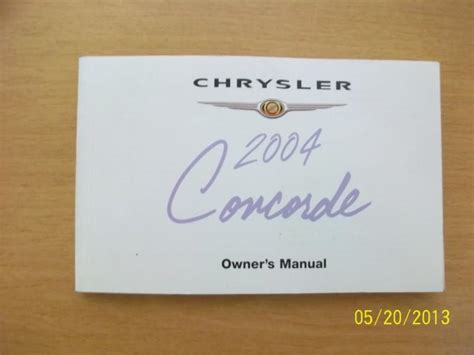 CHRYSLER
2004
Concorde
Owner's Manual
05/20/2013